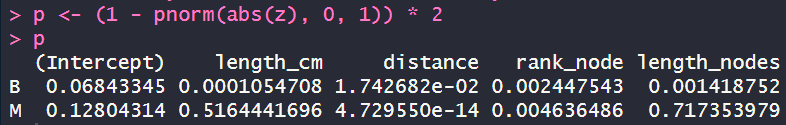 > p <- (1 - pnorm(abs(z), 0, 1)) * 2
> p
(Intercept) length_cm distance rank_node length_nodes
B 0.06843345 0.0001054708 1.742682e-02 0.002447543 0.001418752
M 0.12804314 0.5164441696 4.729550e-14 0.004636486 0.717353979